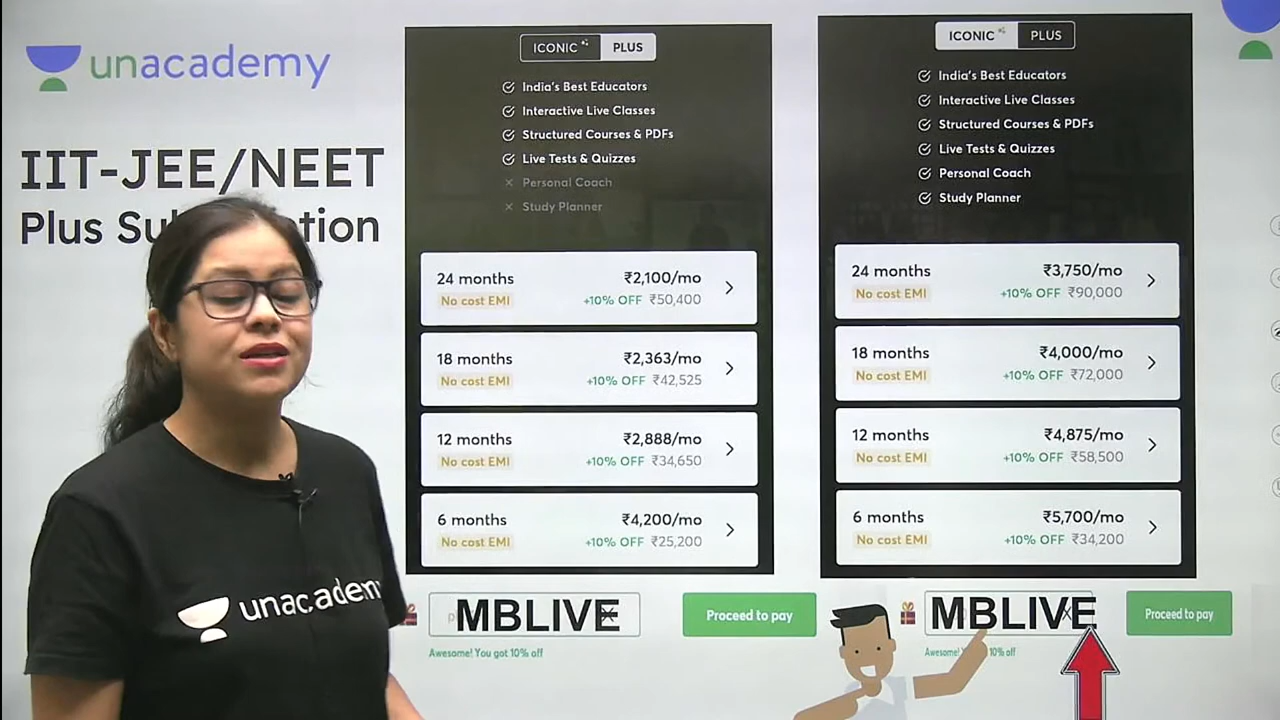 unacademy
IIT-JEE/NEET
Plus Su tion
unacadem
ICONIC PLUS
India's Best Educators
Interactive Live Classes
Structured Courses & PDFs
Live Tests & Quizzes
Personal Coach
Study Planner
24 months ₹2,100/mo
No cost EMI +10% OFF ₹50,400
18 months ₹2,363/mo
No cost EMI +10% OFF ₹42,525
12 months ₹2,888/mo
No cost EMI +10% OFF ₹34,650
6 months ₹4,200/mo
No cost EMI +10% OFF ₹25,200
MBLIVE Proceed to pay
Awesome! You got 10% off
ICONIC PLUS
India's Best Educators
Interactive Live Classes
Structured Courses & PDFs
Live Tests & Quizzes
Personal Coach
Study Planner
24 months ₹3,750/mo
No cost EMI +10% OFF ₹90,000
18 months ₹4,000/mo
No cost EMI +10% OFF ₹72,000
12 months ₹4,875/mo
No cost EMI +10% OFF ₹58,500
6 months ₹5,700/mo
No cost EMI +10% OFF ₹34,200
MBLIVE Proceed to pay
Awesome! 10% off